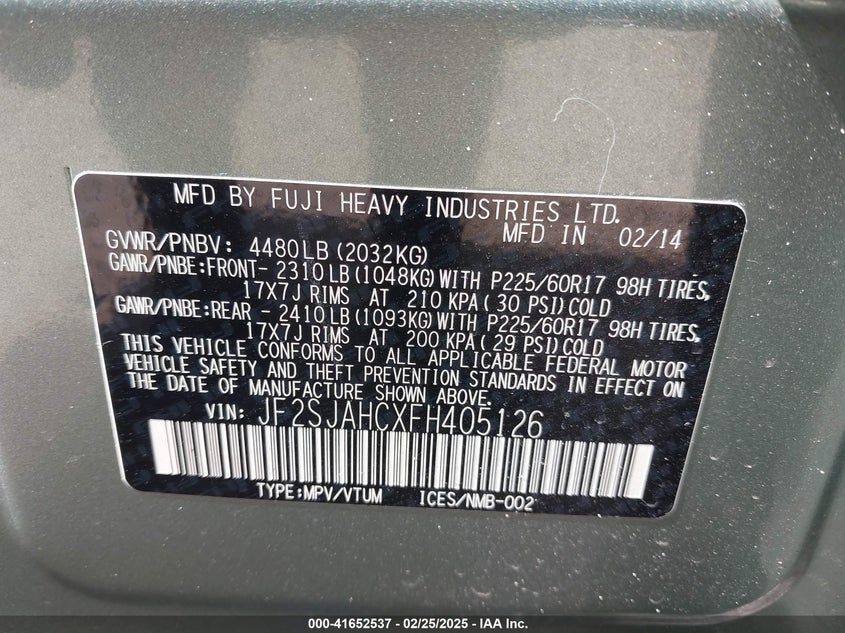 MFD BY FUJI HEAVY INDUSTRIES LTD.
MFD IN 02/14
GVWR/PNBV: 4480LB (2032KG)
GAWR/PNBE:FRONT- 2310LB(1048KG)WITH P225/60R17 98H TIRES,
17X7J RIMS AT 210 KPA( 30 PSI)COLD
GAWR/PNBE:REAR - 2410LB(1093KG)WITH P225/60R17 98H TIRES,
17X7J RIMS AT 200 KPA( 29 PSI)COLD
THIS VEHICLE CONFORMS TO ALL APPLICABLE FEDERAL MOTOR
VEHICLE SAFETY AND THEFT PREVENTION STANDARDS IN EFFECT ON
THE DATE OF MANUFACTURE SHOWN ABOVE.
VIN: JF2SJAHCXFH405126
TYPE:MPV/VTUM ICES/NMB-002
000-41652537 - 02/25/2025 - IAA Inc.